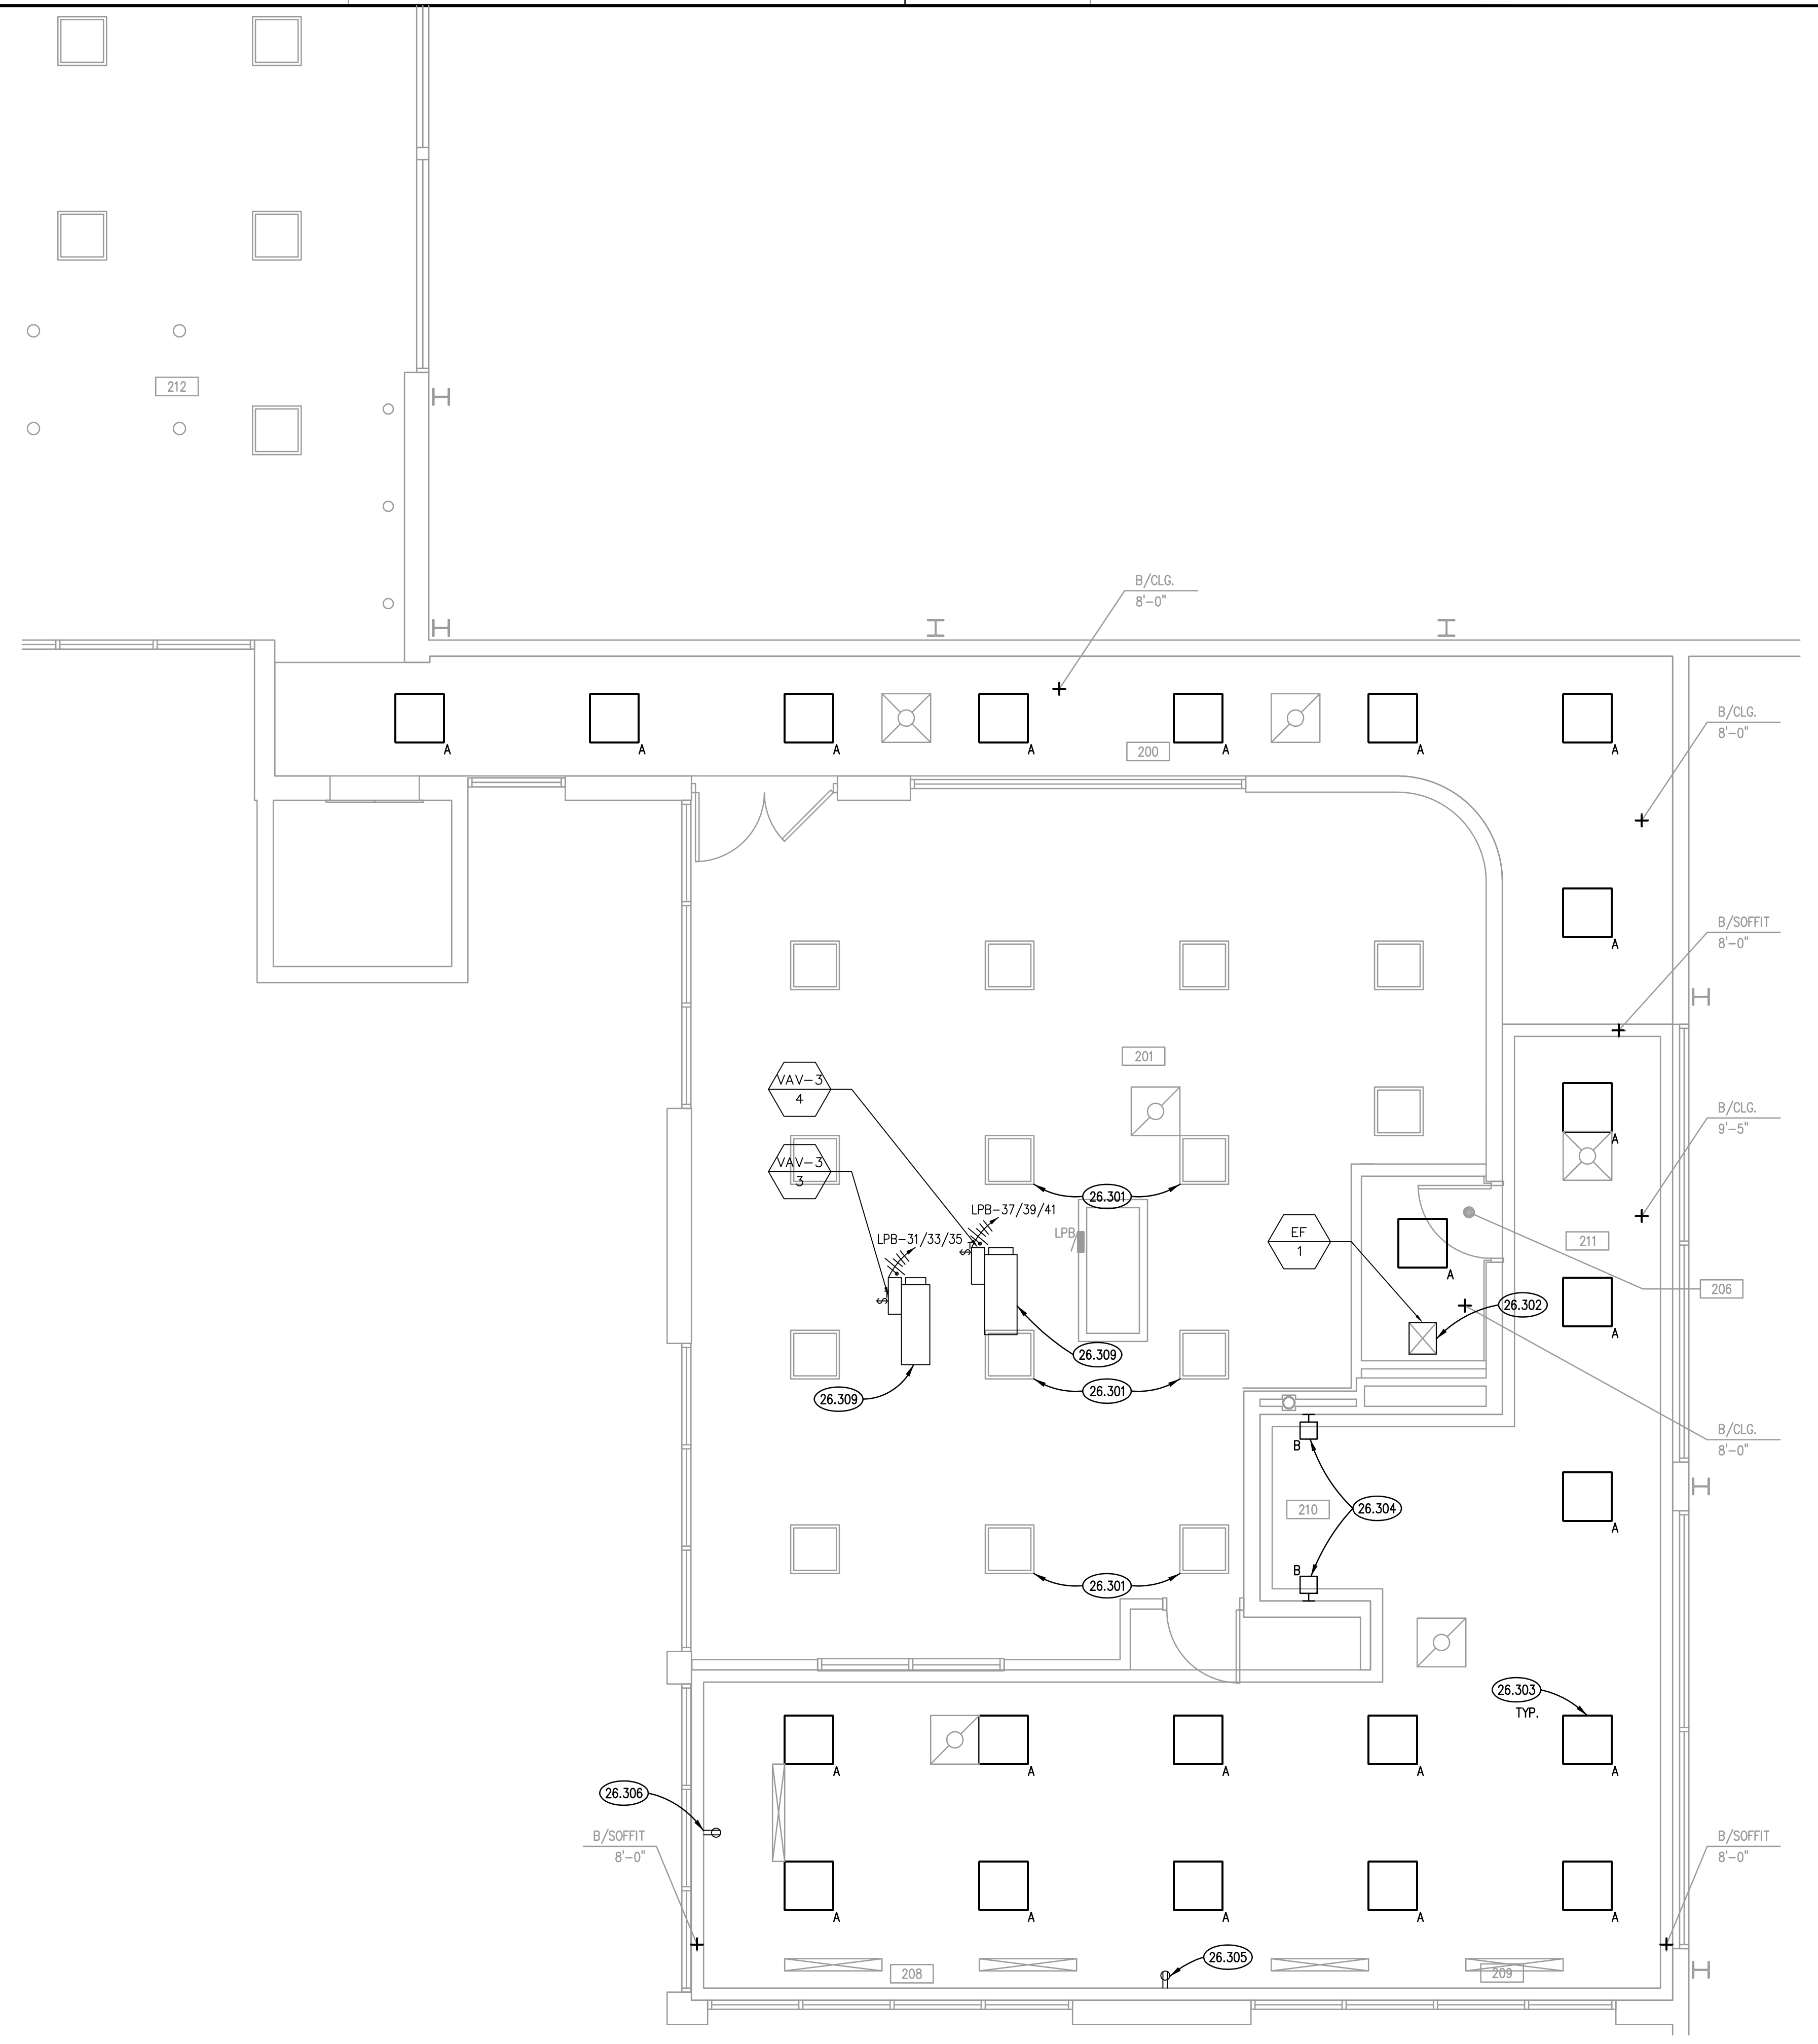 212
B/CLG.
8'-0"
B/CLG.
8'-0"
A
A
A
A
200
A
A
A
B/SOFFIT
8'-0"
A
201
VAV-3
4
B/CLG.
9'-5"
A
VAV-3
3
26.301
LPB-37/39/41
LPB-31/33/35
LPB
$
$
EF
1
211
A
206
26.302
A
26.309
26.309
26.301
B/CLG.
8'-0"
B
210
26.304
A
B
26.301
26.303
TYP.
A
A
A
A
A
26.306
B/SOFFIT
8'-0"
B/SOFFIT
8'-0"
A
A
A
A
A
26.305
208
209